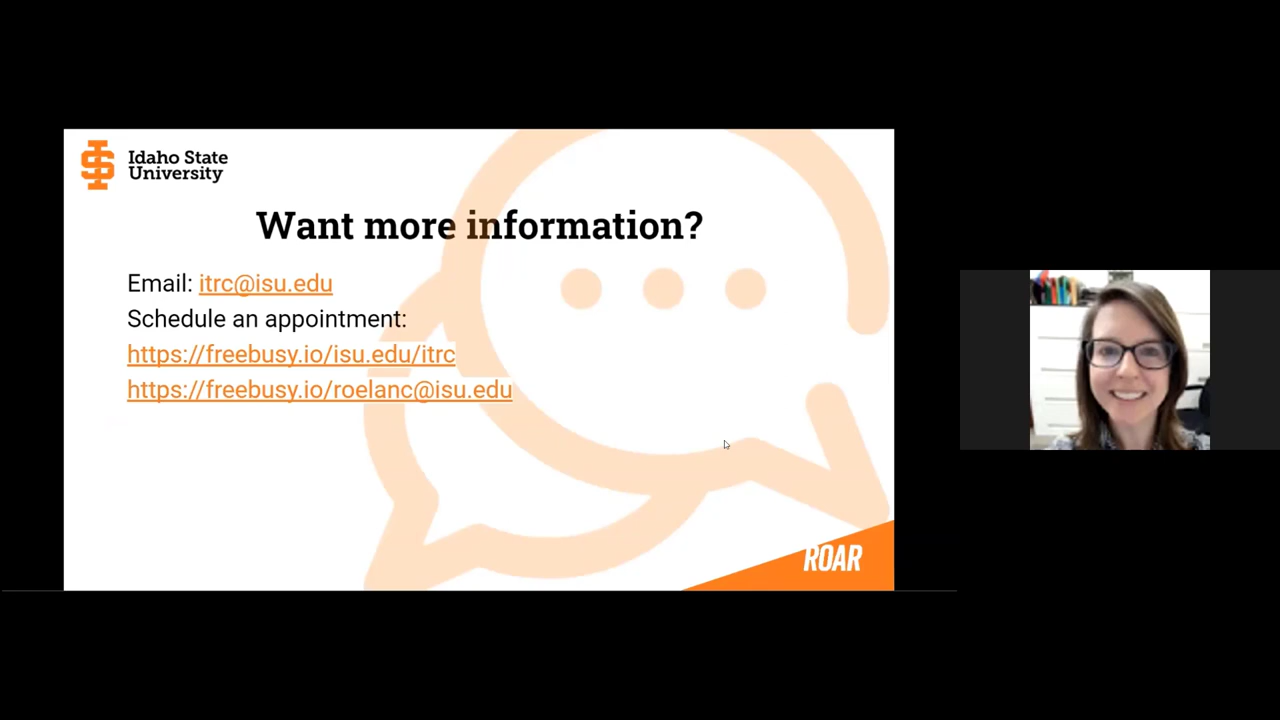 Idaho State
University
Want more information?
Email: itrc@isu.edu
Schedule an appointment:
https://freebusy.io/isu.edu/itrc
https://freebusy.io/roelanc@isu.edu
ROAR